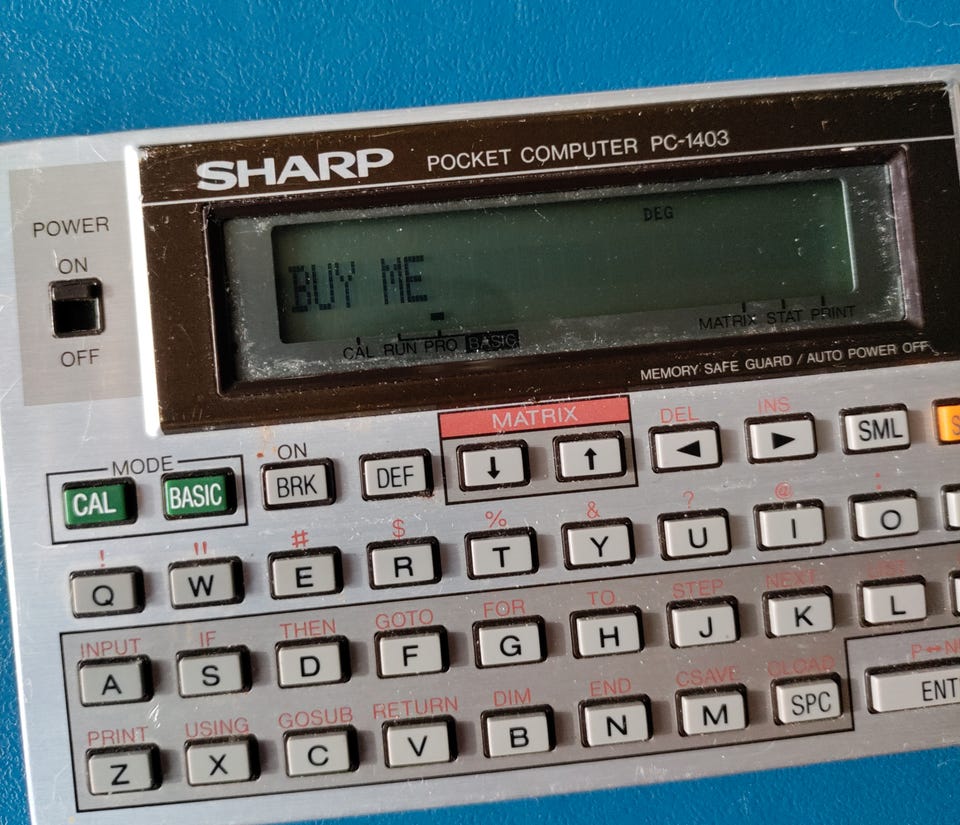 SHARP POCKET COMPUTER PC-1403
POWER
ON
OFF
DEG
BUY ME_
CAL RUN PRO BASIC MATRIX STAT PRINT
MEMORY SAFE GUARD / AUTO POWER OFF
MODE ON MATRIX DEL INS
CAL BASIC BRK DEF ↓ ↑ ◀ ▶ SML
! " # $ % & ? @ :
Q W E R T Y U I O
INPUT IF THEN GOTO FOR TO STEP NEXT
A S D F G H J K L
PRINT USING GOSUB RETURN DIM END CSAVE CLOAD
Z X C V B N M SPC